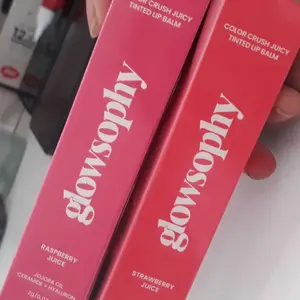 COLOR CRUSH JUICY
TINTED LIP BALM
glowsophy
RASPBERRY
JUICE
JOJOBA OIL
CERAMIDE + HYALURON
COLOR CRUSH JUICY
TINTED LIP BALM
glowsophy
STRAWBERRY
JUICE